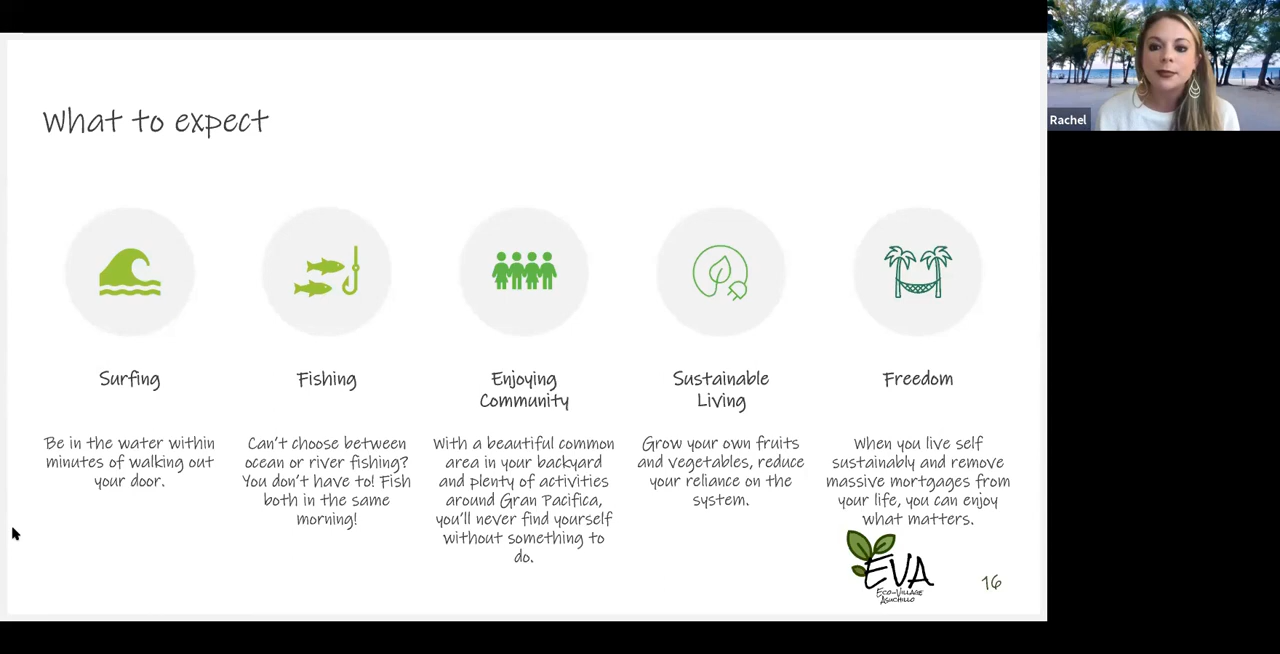 Rachel
What to expect
Surfing
Be in the water within
minutes of walking out
your door.
Fishing
Can't choose between
ocean or river fishing?
You don't have to! Fish
both in the same
morning!
Enjoying
Community
With a beautiful common
area in your backyard
and plenty of activities
around Gran Pacifica,
you'll never find yourself
without something to
do.
Sustainable
Living
Grow your own fruits
and vegetables, reduce
your reliance on the
system.
Freedom
When you live self
sustainably and remove
massive mortgages from
your life, you can enjoy
what matters.
EVA
Eco-Village
Asuchillo
16